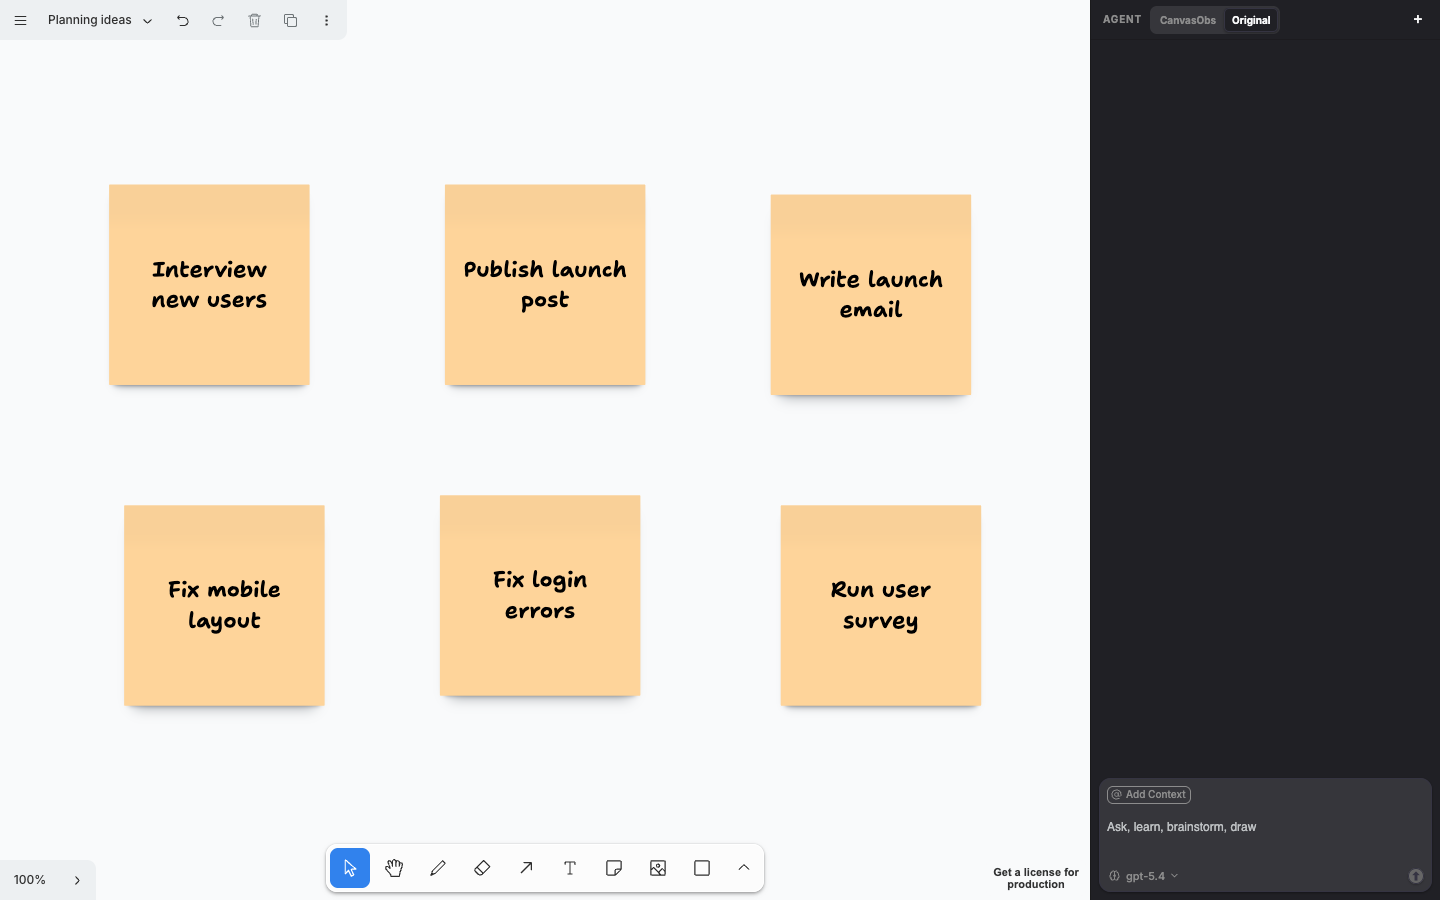 Planning ideas
AGENT
CanvasObs
Original
Interview
new users
Publish launch
post
Write launch
email
Fix mobile
layout
Fix login
errors
Run user
survey
@ Add Context
Ask, learn, brainstorm, draw
gpt-5.4
100%
Get a license for
production